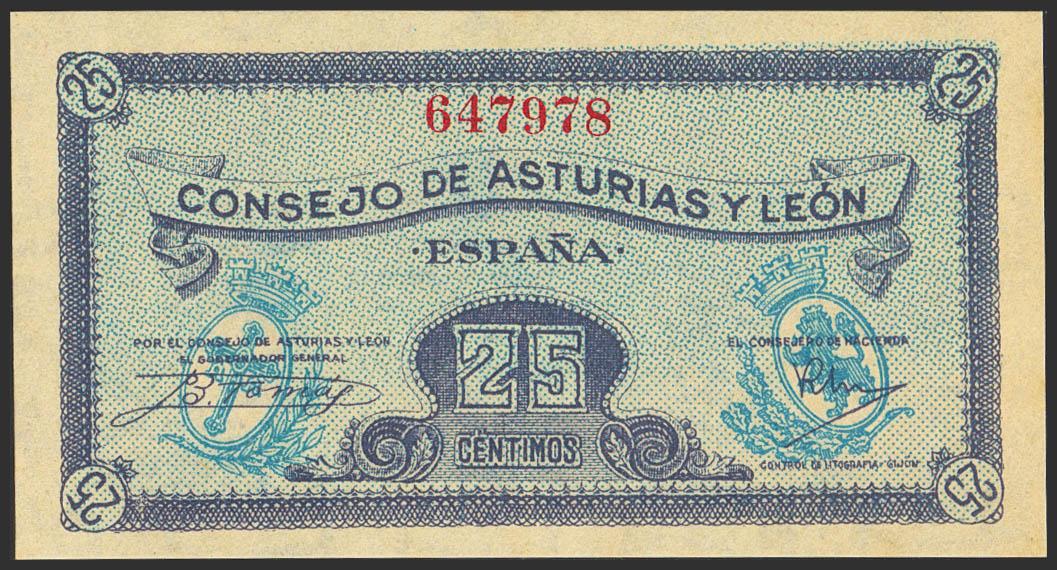 25
25
647978
CONSEJO DE ASTURIAS Y LEÓN
·ESPAÑA·
POR EL CONSEJO DE ASTURIAS Y LEÓN
EL GOBERNADOR GENERAL
EL CONSEJERO DE HACIENDA
B. Tomás
25
CÉNTIMOS
CONTROL DE LITOGRAFIA - GIJON
25
25